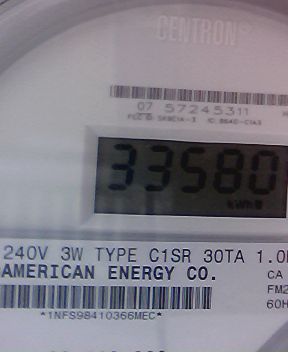 CENTRON
07 57245311
33580
kWh
240V 3W TYPE C1SR 30TA 1.0
AMERICAN ENERGY CO.
CA
FM2
60H
*1NFS98410366MEC*